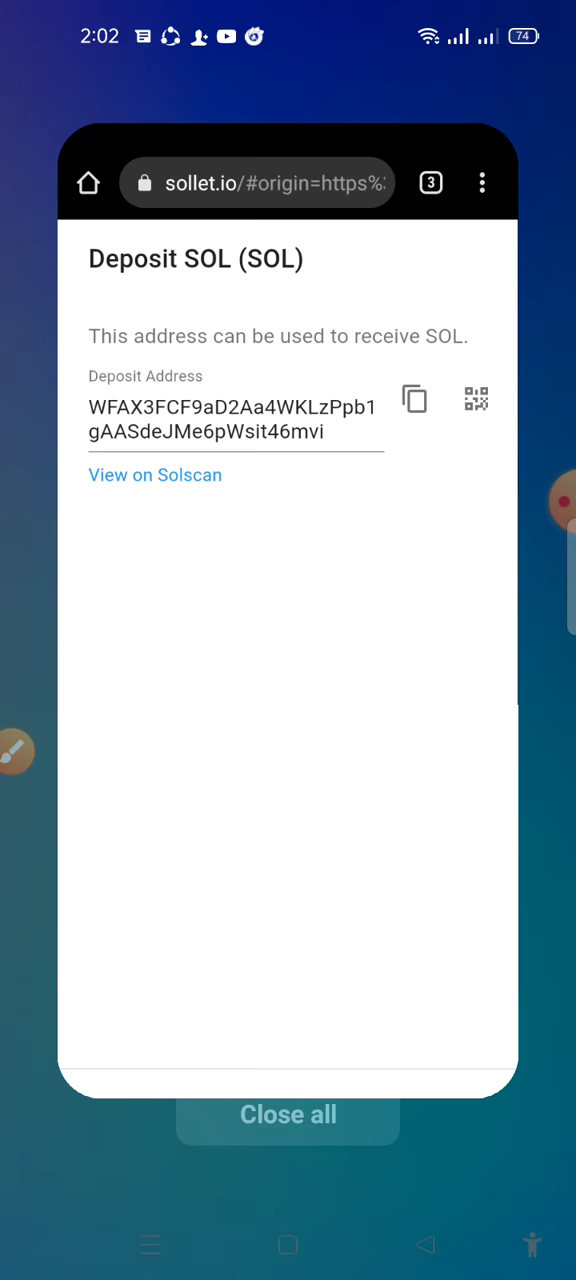 2:02
74
sollet.io/#origin=https%:
3
Deposit SOL (SOL)
This address can be used to receive SOL.
Deposit Address
WFAX3FCF9aD2Aa4WKLzPpb1
gAASdeJMe6pWsit46mvi
View on Solscan
Close all